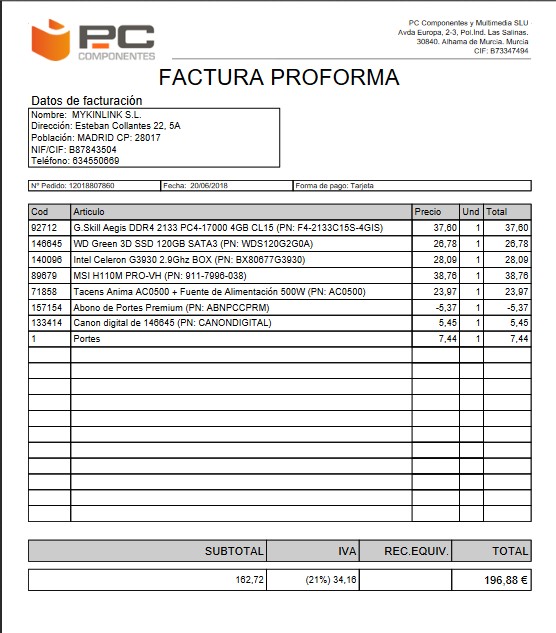 PC COMPONENTES
PC Componentes y Multimedia SLU
Avda Europa, 2-3, Pol.Ind. Las Salinas.
30840. Alhama de Murcia. Murcia
CIF: B73347494
FACTURA PROFORMA
Datos de facturación
Nombre: MYKINLINK S.L.
Dirección: Esteban Collantes 22, 5A
Población: MADRID CP: 28017
NIF/CIF: B87843504
Teléfono: 634550669
Nº Pedido: 12018807860 Fecha: 20/06/2018 Forma de pago: Tarjeta
Cod Articulo Precio Und Total
92712 G.Skill Aegis DDR4 2133 PC4-17000 4GB CL15 (PN: F4-2133C15S-4GIS) 37,60 1 37,60
146645 WD Green 3D SSD 120GB SATA3 (PN: WDS120G2G0A) 26,78 1 26,78
140096 Intel Celeron G3930 2.9Ghz BOX (PN: BX80677G3930) 28,09 1 28,09
89679 MSI H110M PRO-VH (PN: 911-7996-038) 38,76 1 38,76
71858 Tacens Anima AC0500 + Fuente de Alimentación 500W (PN: AC0500) 23,97 1 23,97
157154 Abono de Portes Premium (PN: ABNPCCPRM) -5,37 1 -5,37
133414 Canon digital de 146645 (PN: CANONDIGITAL) 5,45 1 5,45
1 Portes 7,44 1 7,44
SUBTOTAL IVA REC.EQUIV. TOTAL
162,72 (21%) 34,16 196,88 €